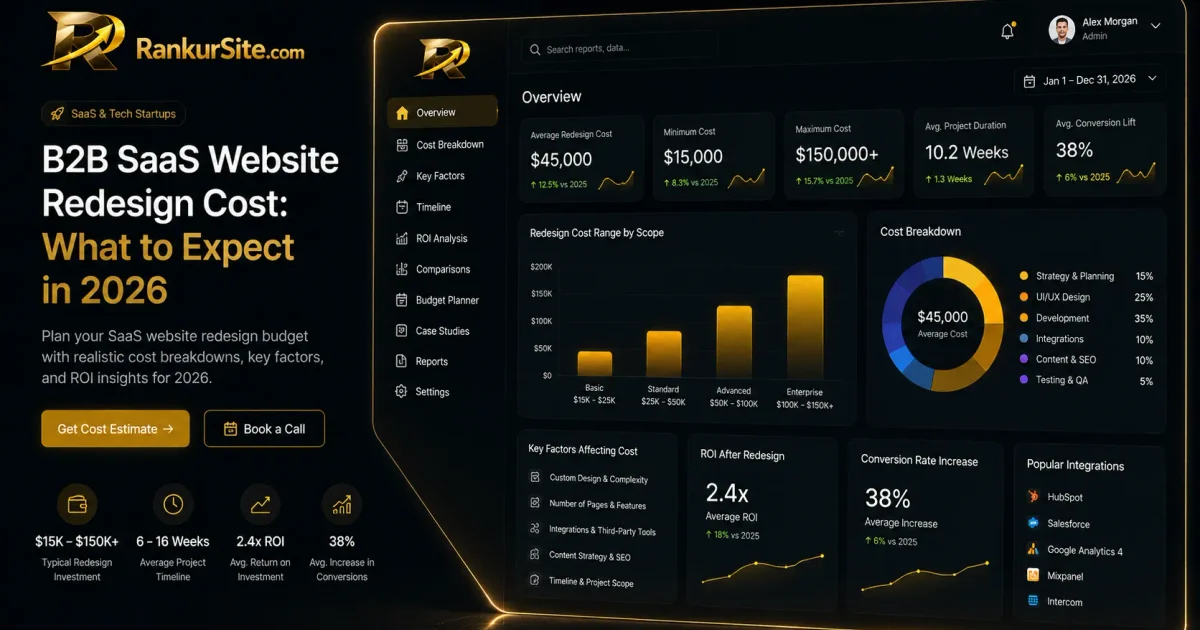 RankurSite.com
SaaS & Tech Startups
B2B SaaS Website
Redesign Cost:
What to Expect
in 2026
Plan your SaaS website redesign budget
with realistic cost breakdowns, key factors,
and ROI insights for 2026.
Get Cost Estimate →
Book a Call
$15K – $150K+
Typical Redesign
Investment
6 – 16 Weeks
Average Project
Timeline
2.4x ROI
Avg. Return on
Investment
38%
Avg. Increase in
Conversions
Overview
Cost Breakdown
Key Factors
Timeline
ROI Analysis
Comparisons
Budget Planner
Case Studies
Reports
Settings
Search reports, data...
Alex Morgan
Admin
Overview
Jan 1 – Dec 31, 2026
Average Redesign Cost
$45,000
↑ 12.5% vs 2025
Minimum Cost
$15,000
↑ 8.3% vs 2025
Maximum Cost
$150,000+
↑ 15.7% vs 2025
Avg. Project Duration
10.2 Weeks
↑ 1.3 Weeks
Avg. Conversion Lift
38%
↑ 6% vs 2025
Redesign Cost Range by Scope
$200K
$150K
$100K
$50K
$0
Basic
$15K – $25K
Standard
$25K – $50K
Advanced
$50K – $100K
Enterprise
$100K – $150K+
Cost Breakdown
$45,000
Average Cost
Strategy & Planning 15%
UI/UX Design 25%
Development 35%
Integrations 10%
Content & SEO 10%
Testing & QA 5%
Key Factors Affecting Cost
Custom Design & Complexity
Number of Pages & Features
Integrations & Third-Party Tools
Content Strategy & SEO
Timeline & Project Scope
ROI After Redesign
2.4x
Average ROI
↑ 18% vs 2025
Conversion Rate Increase
38%
Average Increase
↑ 6% vs 2025
Popular Integrations
HubSpot
Salesforce
Google Analytics 4
Mixpanel
Intercom